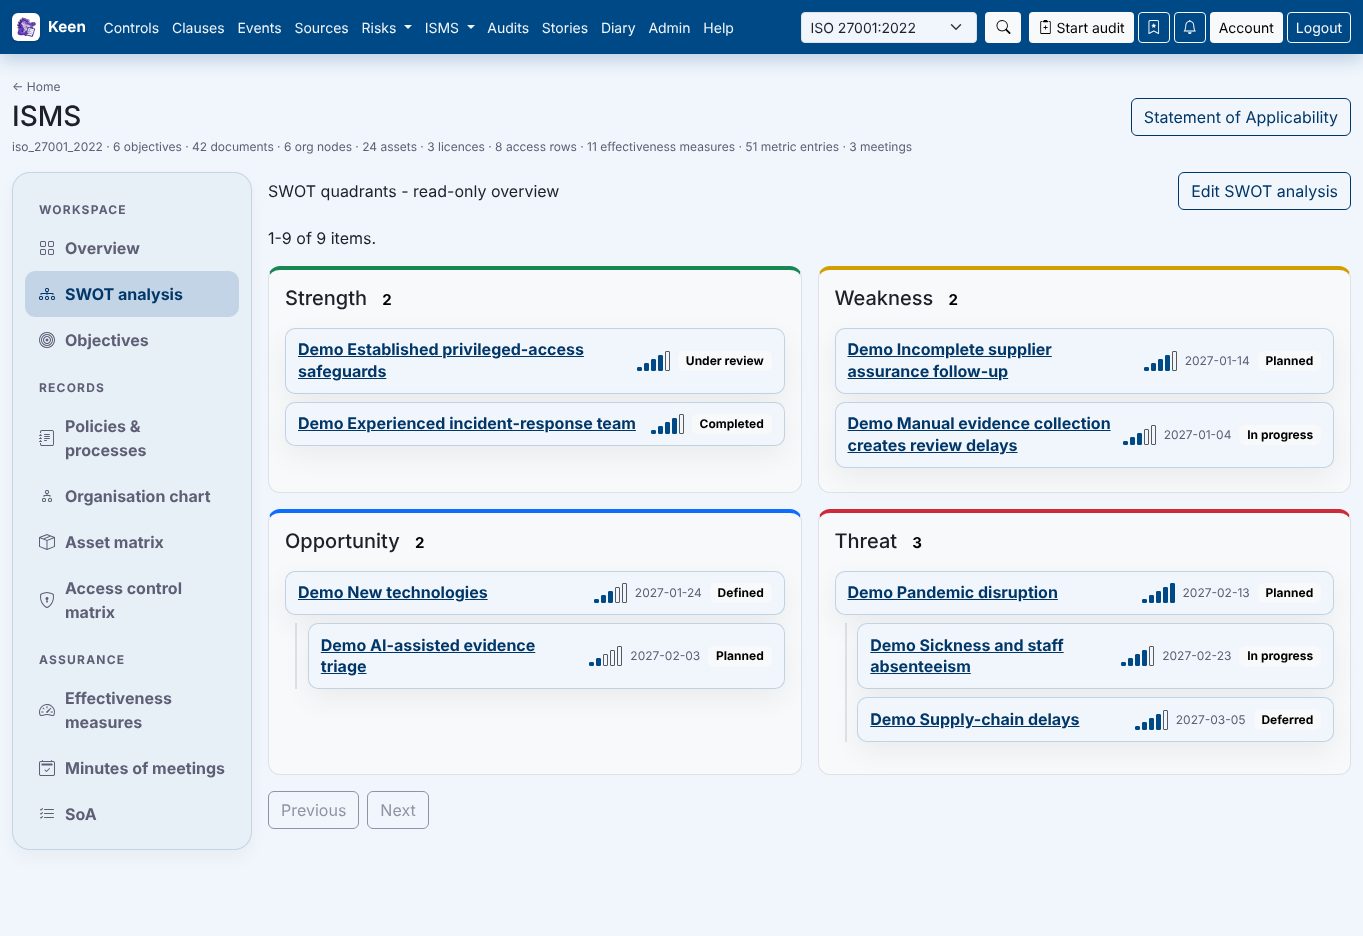 Keen
Controls
Clauses
Events
Sources
Risks
ISMS
Audits
Stories
Diary
Admin
Help
ISO 27001:2022
Start audit
Account
Logout
← Home
ISMS
Statement of Applicability
iso_27001_2022 · 6 objectives · 42 documents · 6 org nodes · 24 assets · 3 licences · 8 access rows · 11 effectiveness measures · 51 metric entries · 3 meetings
WORKSPACE
Overview
SWOT analysis
Objectives
RECORDS
Policies &
processes
Organisation chart
Asset matrix
Access control
matrix
ASSURANCE
Effectiveness
measures
Minutes of meetings
SoA
SWOT quadrants - read-only overview
Edit SWOT analysis
1-9 of 9 items.
Strength 2
Demo Established privileged-access
safeguards
Under review
Demo Experienced incident-response team
Completed
Weakness 2
Demo Incomplete supplier
assurance follow-up
2027-01-14 Planned
Demo Manual evidence collection
creates review delays
2027-01-04 In progress
Opportunity 2
Demo New technologies
2027-01-24 Defined
Demo AI-assisted evidence
triage
2027-02-03 Planned
Threat 3
Demo Pandemic disruption
2027-02-13 Planned
Demo Sickness and staff
absenteeism
2027-02-23 In progress
Demo Supply-chain delays
2027-03-05 Deferred
Previous
Next